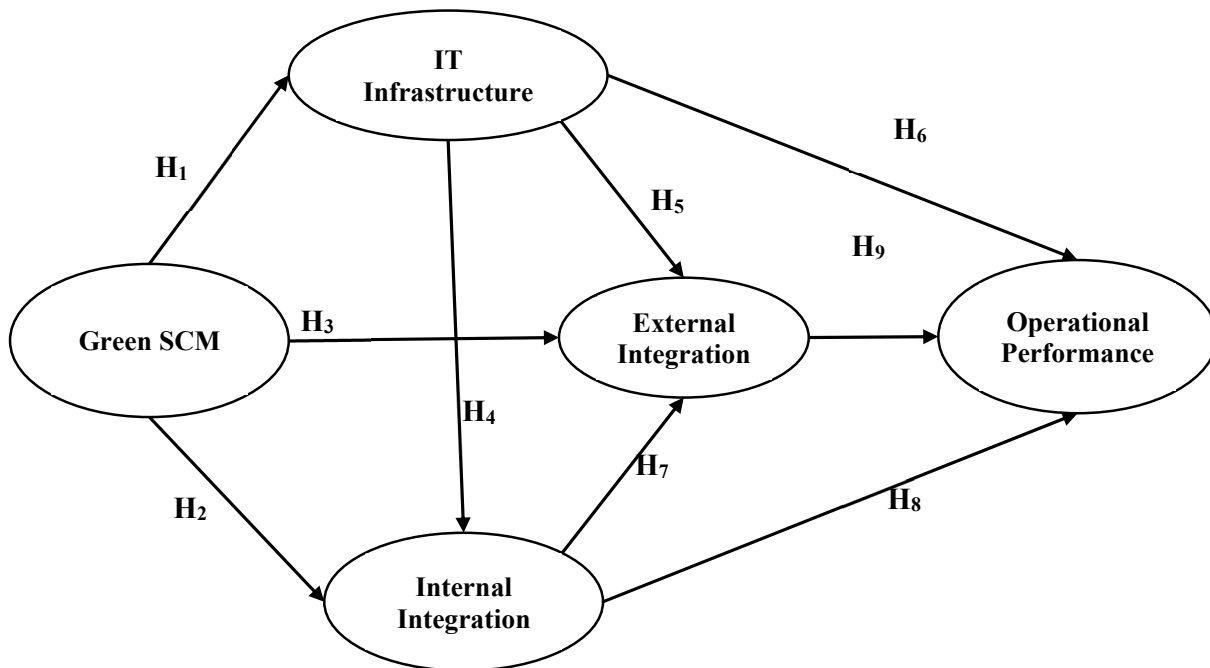 IT
Infrastructure
H₁
H₆
H₅
H₉
Green SCM
H₃
External
Integration
Operational
Performance
H₄
H₇
H₂
H₈
Internal
Integration